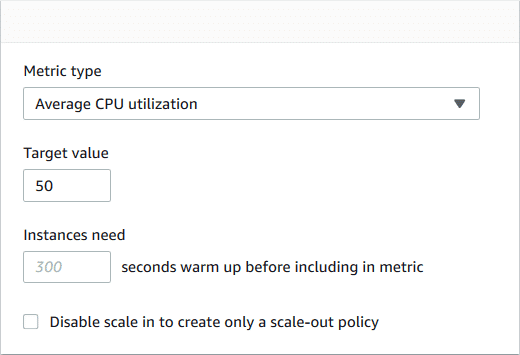 Metric type
Average CPU utilization
Target value
50
Instances need
300 seconds warm up before including in metric
Disable scale in to create only a scale-out policy